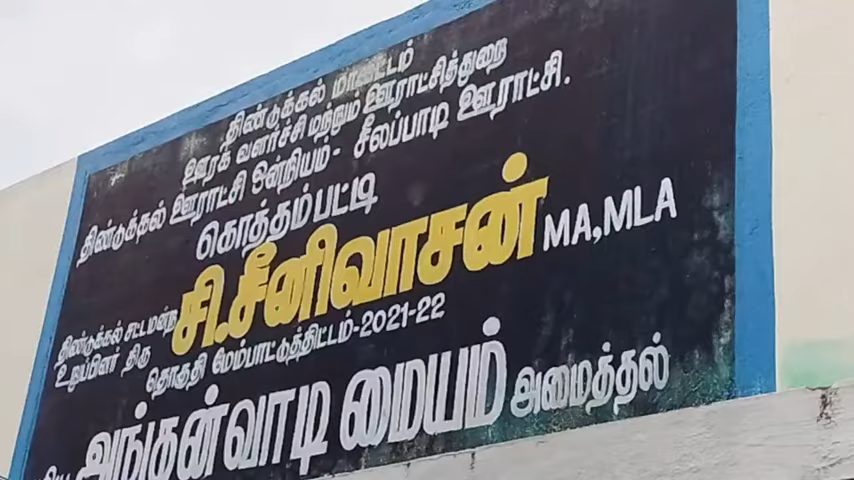 திண்டுக்கல் மாவட்டம்
ஊரக வளர்ச்சி மற்றும் ஊராட்சித்துறை
திண்டுக்கல் ஊராட்சி ஒன்றியம் - சீலப்பாடி ஊராட்சி.
கொத்தம்பட்டி
திண்டுக்கல் சட்டமன்ற
உறுப்பினர் திரு சி.சீனிவாசன் MA,MLA
தொகுதி மேம்பாட்டுத்திட்டம்-2021-22
அங்கன்வாடி மையம் அமைத்தல்